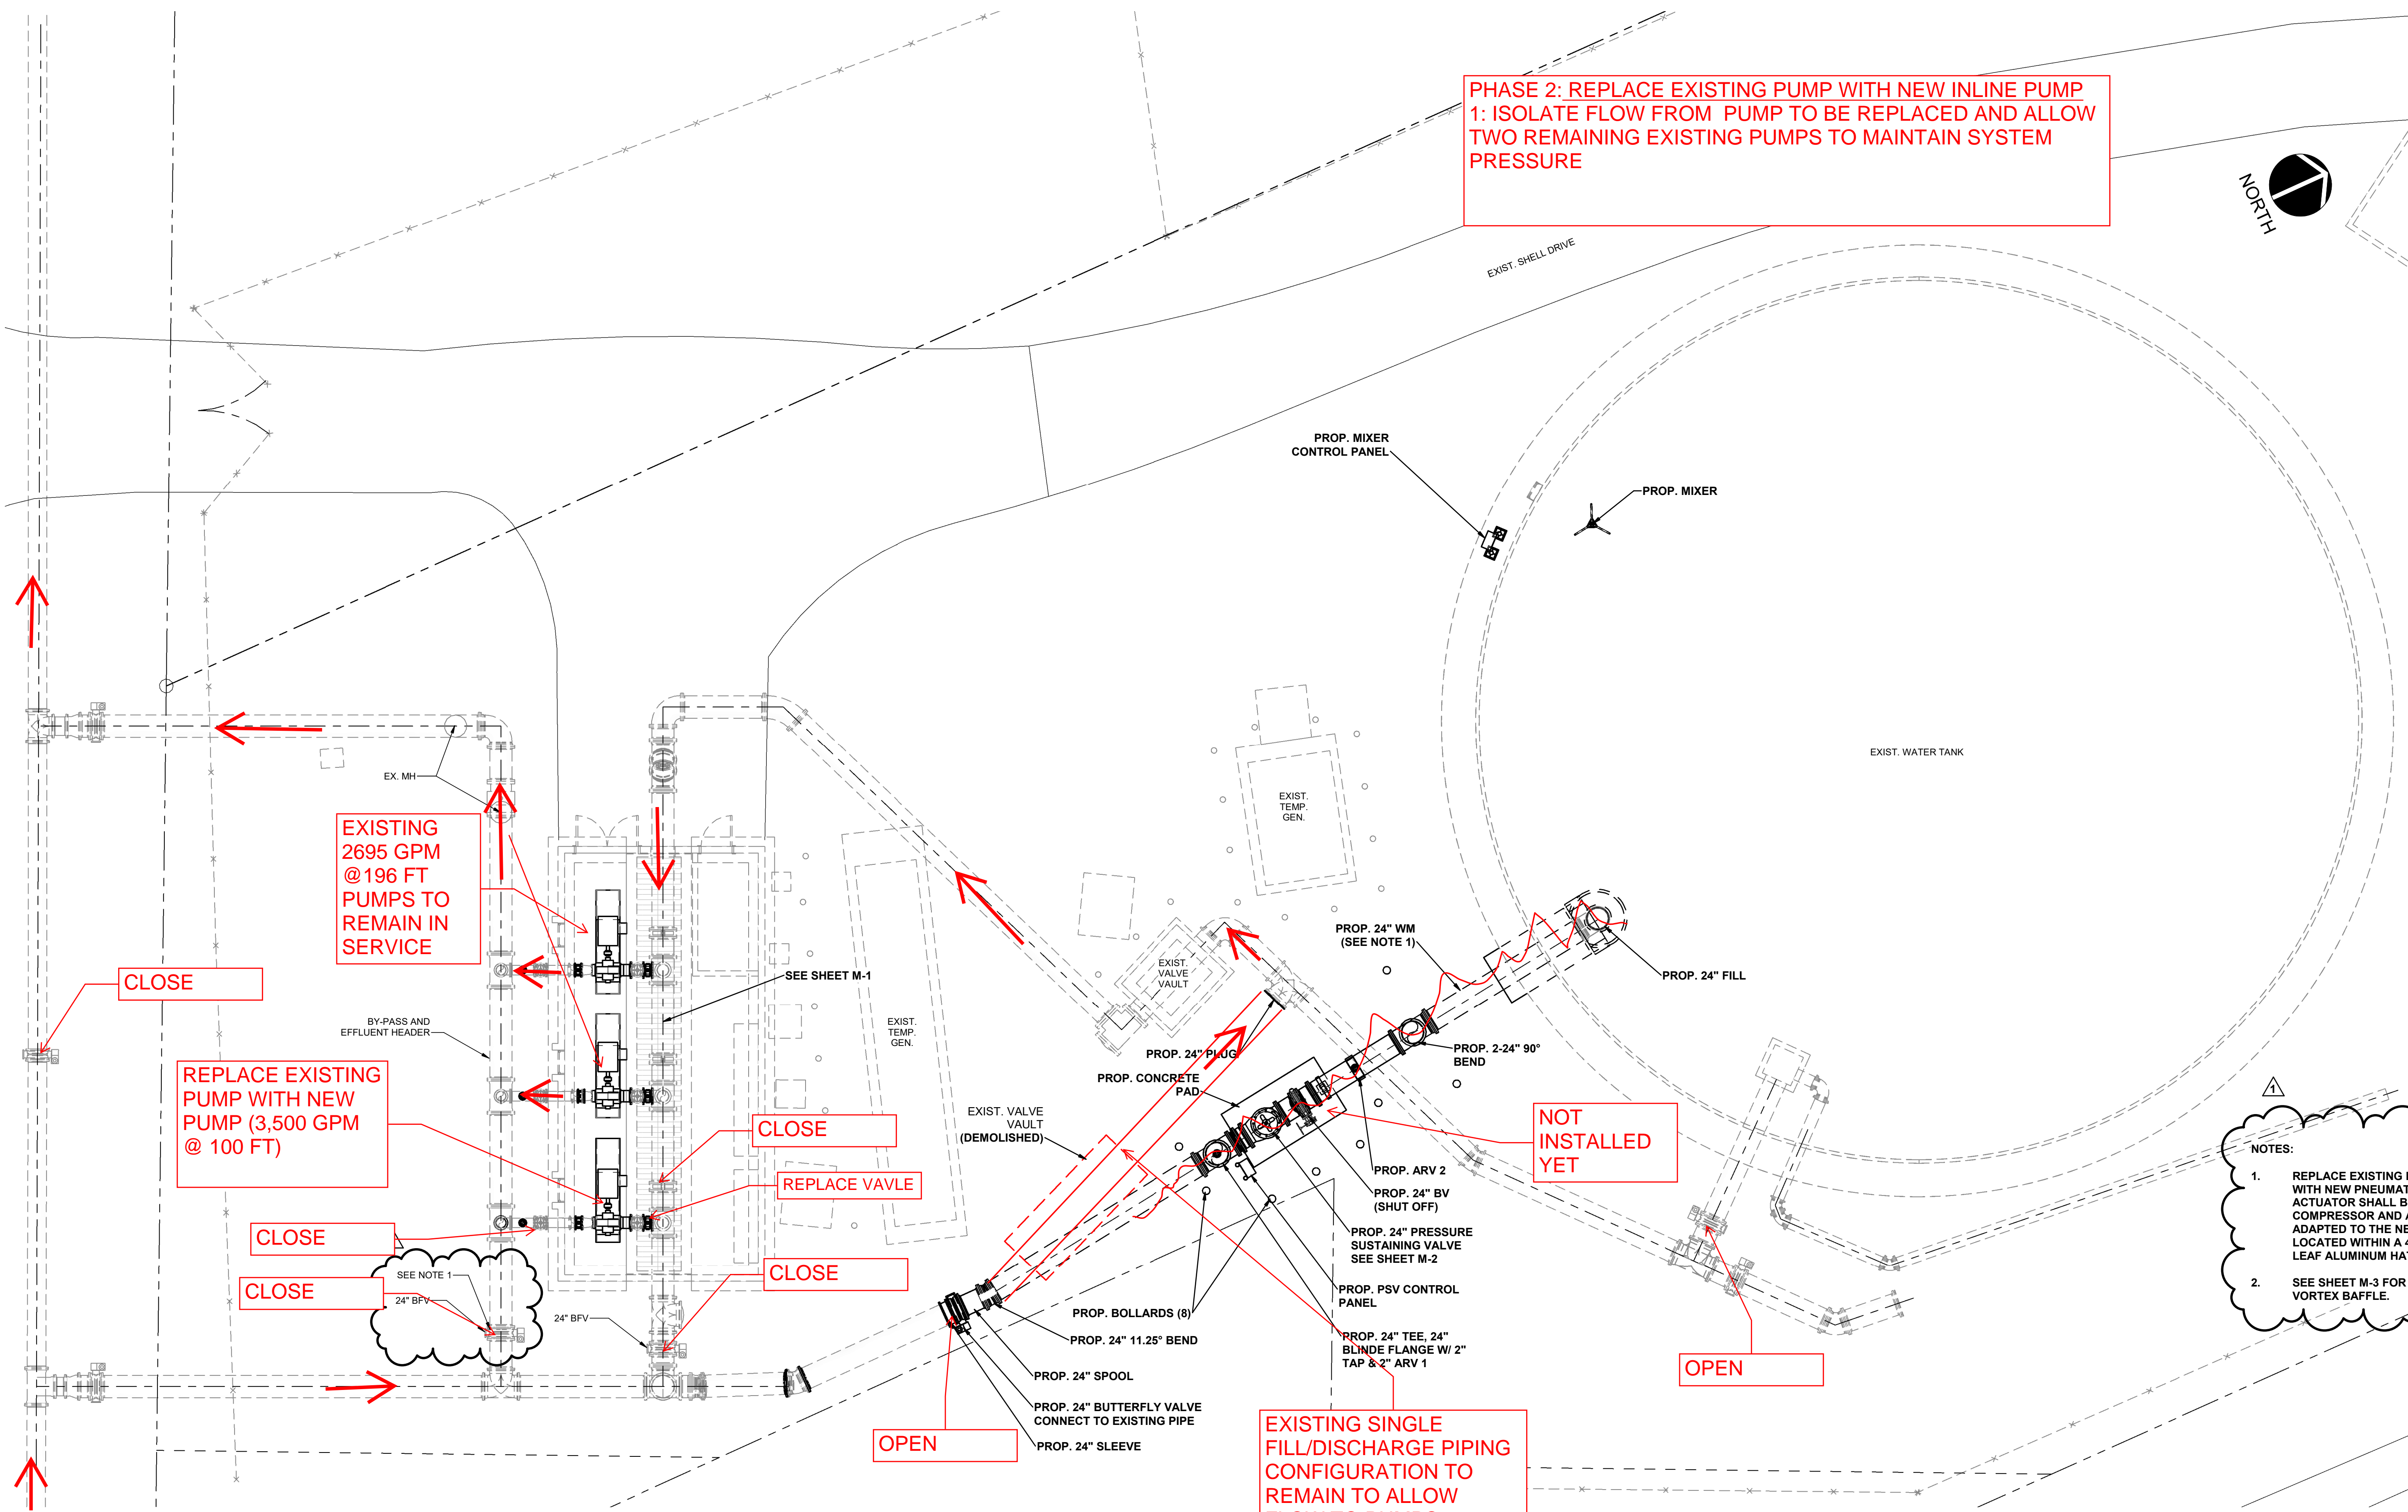 PHASE 2: REPLACE EXISTING PUMP WITH NEW INLINE PUMP
1: ISOLATE FLOW FROM PUMP TO BE REPLACED AND ALLOW
TWO REMAINING EXISTING PUMPS TO MAINTAIN SYSTEM
PRESSURE
NORTH
EXIST. SHELL DRIVE
PROP. MIXER
CONTROL PANEL
PROP. MIXER
EXIST. WATER TANK
EX. MH
EXISTING
2695 GPM
@196 FT
PUMPS TO
REMAIN IN
SERVICE
EXIST.
TEMP.
GEN.
CLOSE
SEE SHEET M-1
EXIST.
VALVE
VAULT
PROP. 24" WM
(SEE NOTE 1)
PROP. 24" FILL
BY-PASS AND
EFFLUENT HEADER
EXIST.
TEMP.
GEN.
PROP. 24" PLUG
PROP. 2-24" 90°
BEND
REPLACE EXISTING
PUMP WITH NEW
PUMP (3,500 GPM
@ 100 FT)
PROP. CONCRETE
PAD
EXIST. VALVE
VAULT
(DEMOLISHED)
CLOSE
NOT
INSTALLED
YET
REPLACE VAVLE
PROP. ARV 2
PROP. 24" BV
(SHUT OFF)
CLOSE
PROP. 24" PRESSURE
SUSTAINING VALVE
SEE SHEET M-2
CLOSE
SEE NOTE 1
24" BFV
CLOSE
24" BFV
PROP. PSV CONTROL
PANEL
PROP. BOLLARDS (8)
PROP. 24" 11.25° BEND
PROP. 24" TEE, 24"
BLINDE FLANGE W/ 2"
TAP & 2" ARV 1
PROP. 24" SPOOL
PROP. 24" BUTTERFLY VALVE
CONNECT TO EXISTING PIPE
PROP. 24" SLEEVE
OPEN
OPEN
EXISTING SINGLE
FILL/DISCHARGE PIPING
CONFIGURATION TO
REMAIN TO ALLOW
1
NOTES:
1. REPLACE EXISTING
WITH NEW PNEUMAT
ACTUATOR SHALL B
COMPRESSOR AND A
ADAPTED TO THE NE
LOCATED WITHIN A 4
LEAF ALUMINUM HA
2. SEE SHEET M-3 FOR
VORTEX BAFFLE.